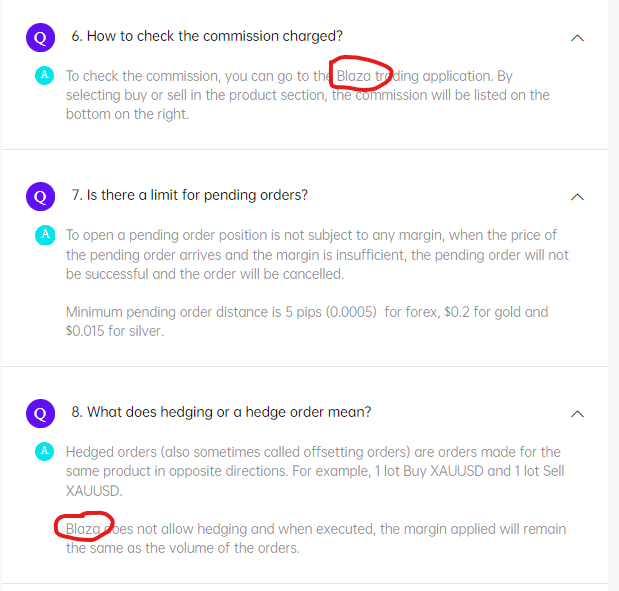 Q 6. How to check the commission charged?
A To check the commission, you can go to the Blaza trading application. By
selecting buy or sell in the product section, the commission will be listed on the
bottom on the right.
Q 7. Is there a limit for pending orders?
A To open a pending order position is not subject to any margin, when the price of
the pending order arrives and the margin is insufficient, the pending order will not
be successful and the order will be cancelled.
Minimum pending order distance is 5 pips (0.0005) for forex, $0.2 for gold and
$0.015 for silver.
Q 8. What does hedging or a hedge order mean?
A Hedged orders (also sometimes called offsetting orders) are orders made for the
same product in opposite directions. For example, 1 lot Buy XAUUSD and 1 lot Sell
XAUUSD.
Blaza does not allow hedging and when executed, the margin applied will remain
the same as the volume of the orders.